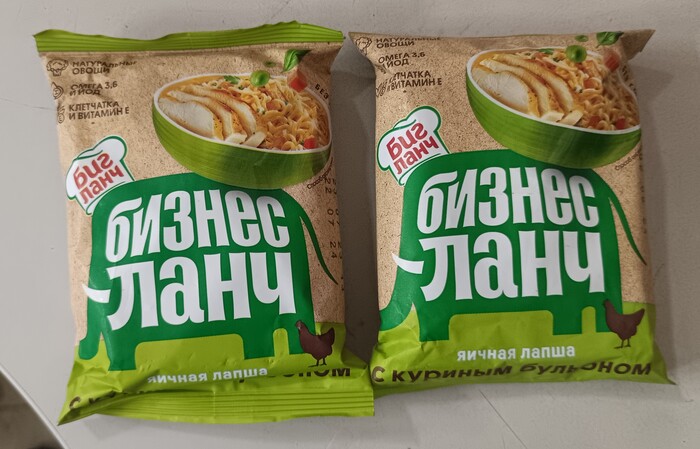 НАТУРАЛЬНЫЕ
ОВОЩИ
ОМЕГА 3,6
И ЙОД
КЛЕТЧАТКА
И ВИТАМИН Е
БИГ
ЛАНЧ
БИЗНЕС
ЛАНЧ
яичная лапша
НАТУРАЛЬНЫЕ
ОВОЩИ
ОМЕГА 3,6
И ЙОД
КЛЕТЧАТКА
И ВИТАМИН Е
БИГ
ЛАНЧ
БИЗНЕС
ЛАНЧ
яичная лапша
С куриным бульоном